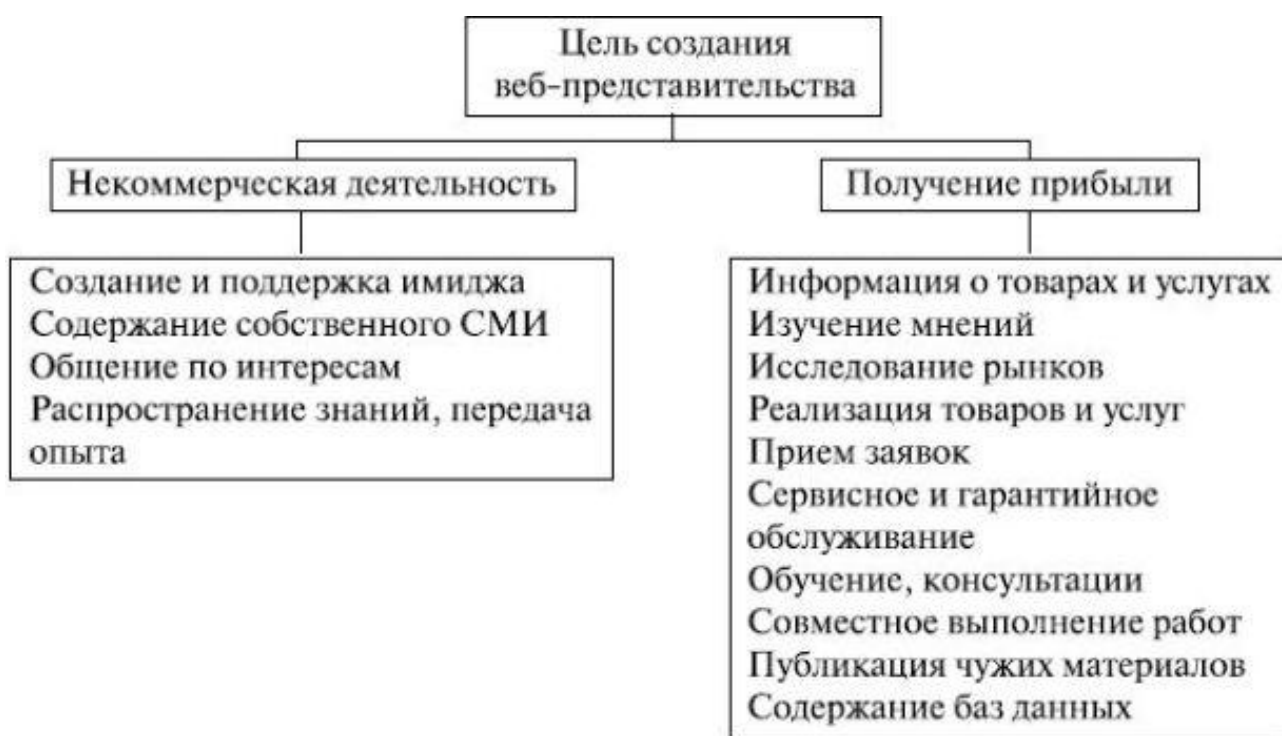 Цель создания
веб-представительства
Некоммерческая деятельность
Получение прибыли
Создание и поддержка имиджа
Содержание собственного СМИ
Общение по интересам
Распространение знаний, передача
опыта
Информация о товарах и услугах
Изучение мнений
Исследование рынков
Реализация товаров и услуг
Прием заявок
Сервисное и гарантийное
обслуживание
Обучение, консультации
Совместное выполнение работ
Публикация чужих материалов
Содержание баз данных